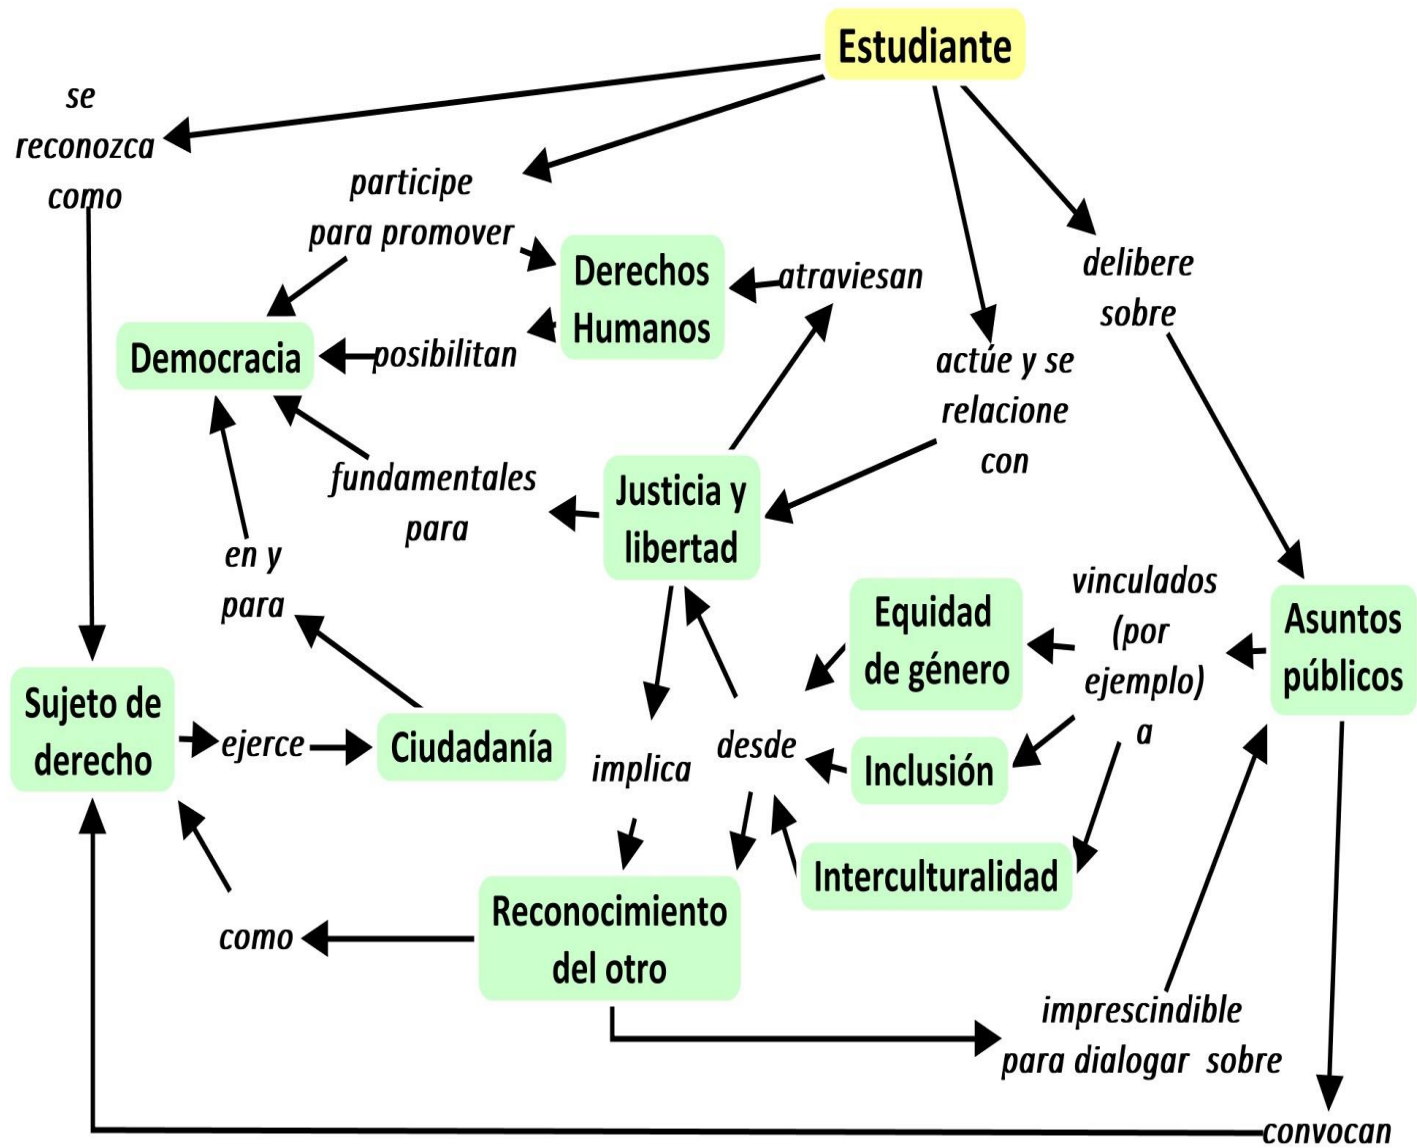 Estudiante
se
reconozca
como
participe
para promover
Derechos
Humanos
atraviesan
delibere
sobre
Democracia
posibilitan
actúe y se
relacione
con
fundamentales
para
Justicia y
libertad
en y
para
Equidad
de género
vinculados
(por
ejemplo)
a
Asuntos
públicos
Sujeto de
derecho
ejerce
Ciudadanía
implica
desde
Inclusión
Interculturalidad
como
Reconocimiento
del otro
imprescindible
para dialogar sobre
convocan